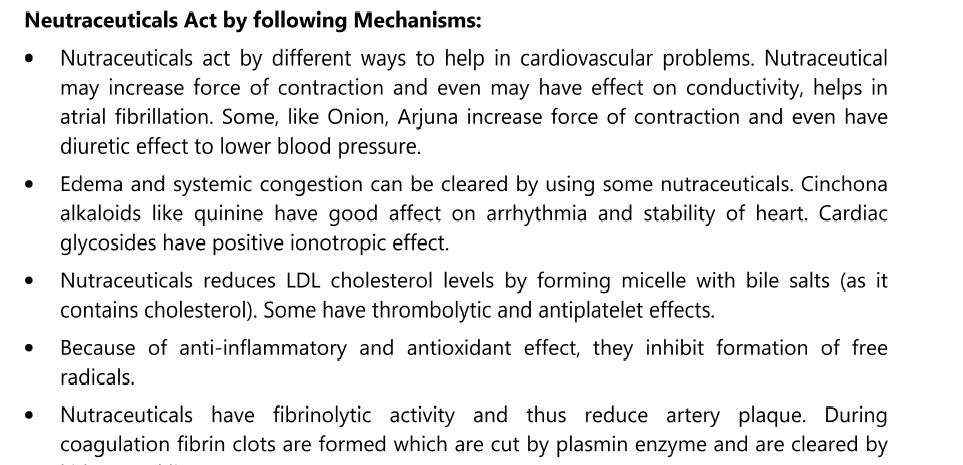 Neutraceuticals Act by following Mechanisms:
• Nutraceuticals act by different ways to help in cardiovascular problems. Nutraceutical
may increase force of contraction and even may have effect on conductivity, helps in
atrial fibrillation. Some, like Onion, Arjuna increase force of contraction and even have
diuretic effect to lower blood pressure.
• Edema and systemic congestion can be cleared by using some nutraceuticals. Cinchona
alkaloids like quinine have good affect on arrhythmia and stability of heart. Cardiac
glycosides have positive ionotropic effect.
• Nutraceuticals reduces LDL cholesterol levels by forming micelle with bile salts (as it
contains cholesterol). Some have thrombolytic and antiplatelet effects.
• Because of anti-inflammatory and antioxidant effect, they inhibit formation of free
radicals.
• Nutraceuticals have fibrinolytic activity and thus reduce artery plaque. During
coagulation fibrin clots are formed which are cut by plasmin enzyme and are cleared by